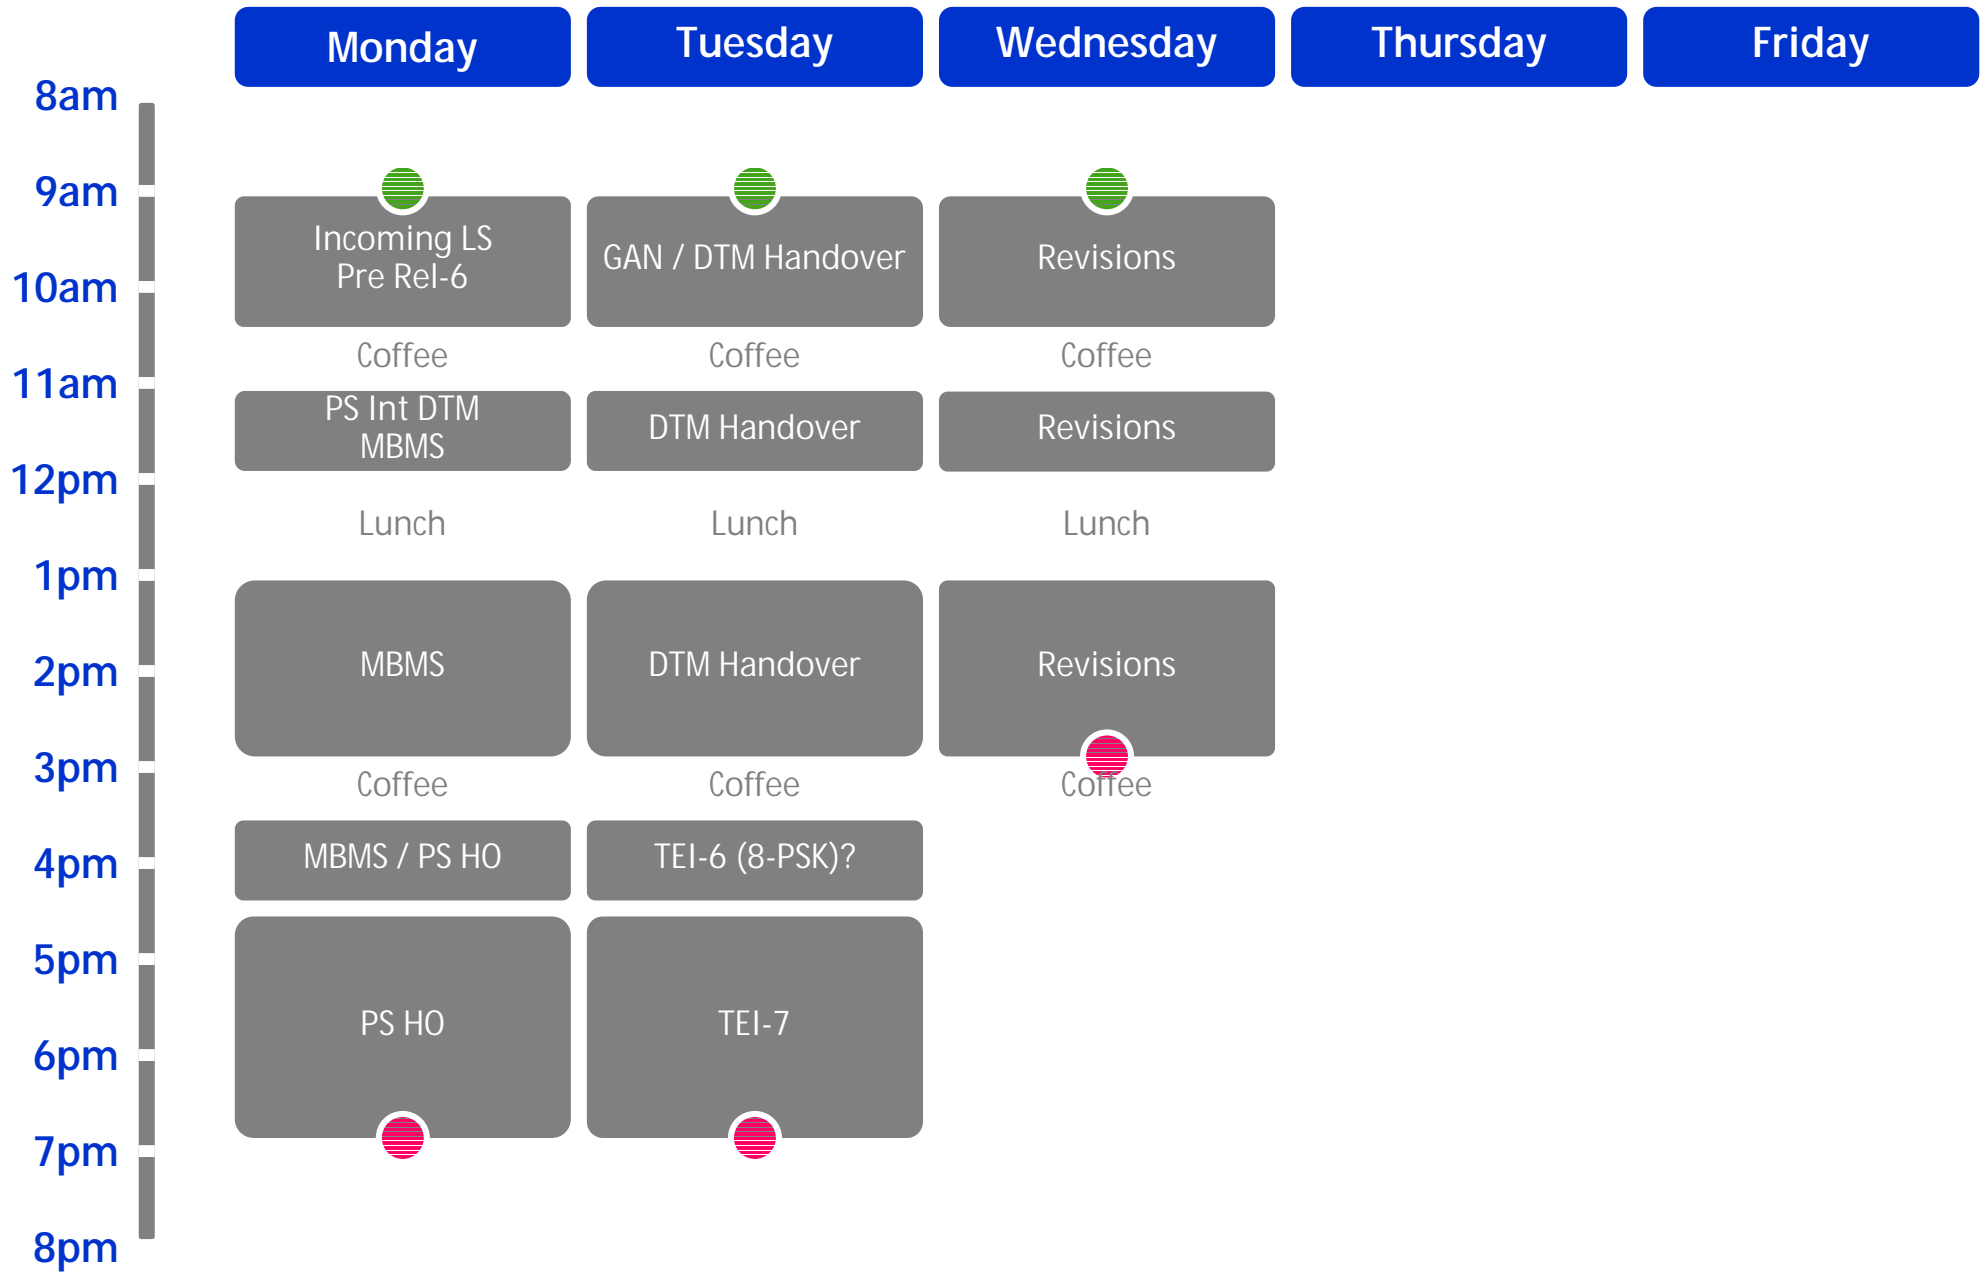 Monday
Tuesday
Wednesday
Thursday
Friday
8am
9am
Incoming LS
Pre Rel-6
GAN / DTM Handover
Revisions
10am
Coffee
Coffee
Coffee
11am
PS Int DTM
MBMS
DTM Handover
Revisions
12pm
Lunch
Lunch
Lunch
1pm
MBMS
DTM Handover
Revisions
2pm
3pm
Coffee
Coffee
Coffee
4pm
MBMS / PS HO
TEI-6 (8-PSK)?
5pm
PS HO
TEI-7
6pm
7pm
8pm